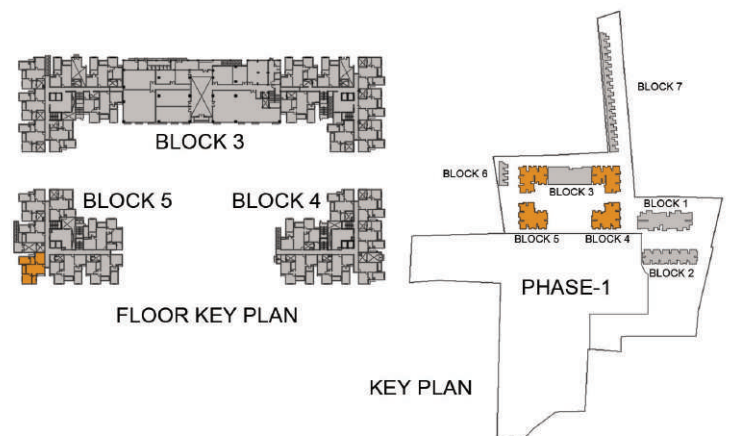 BLOCK 3
BLOCK 5
BLOCK 4
FLOOR KEY PLAN
BLOCK 7
BLOCK 6
BLOCK 3
BLOCK 1
BLOCK 5
BLOCK 4
BLOCK 2
PHASE-1
KEY PLAN